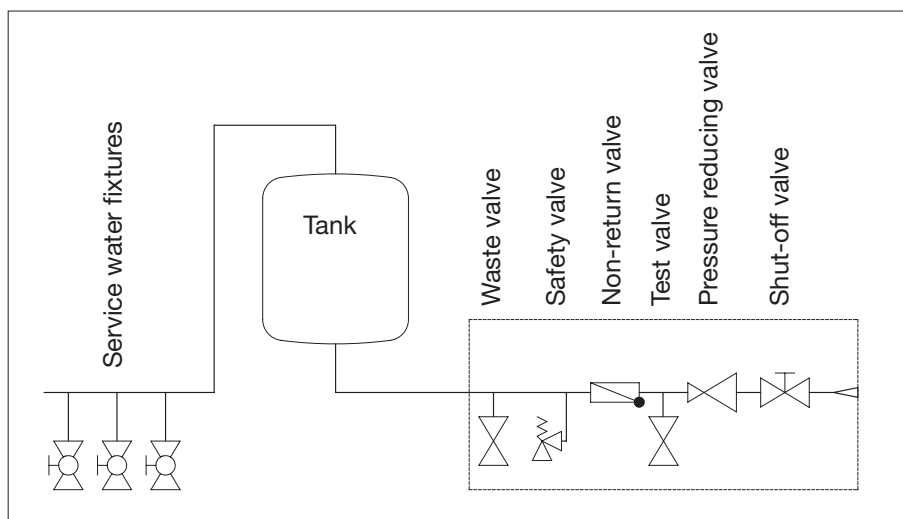 Service water fixtures
Tank
Waste valve
Safety valve
Non-return valve
Test valve
Pressure reducing valve
Shut-off valve